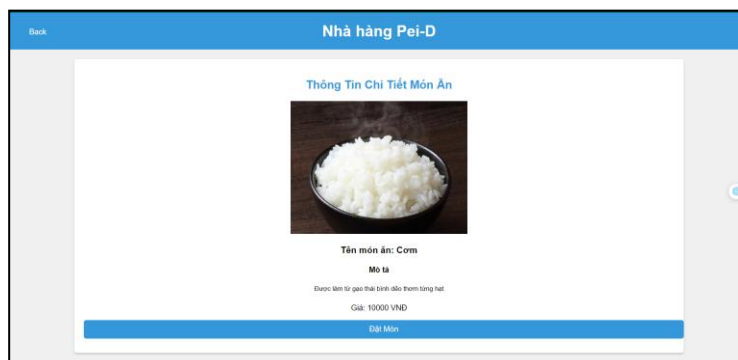 Back
Nhà hàng Pei-D
Thông Tin Chi Tiết Món Ăn
Tên món ăn: Cơm
Mô tả
Được làm từ gạo thái bình dẻo thơm từng hạt
Giá: 10000 VNĐ
Đặt Món